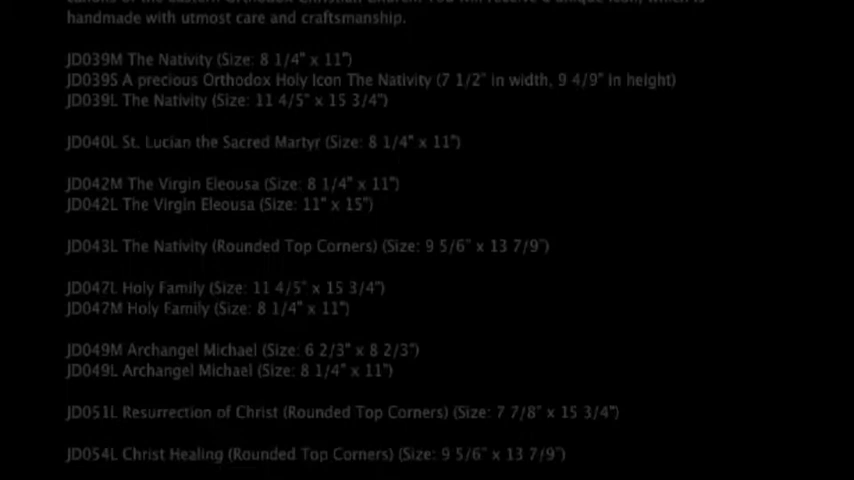 handmade with utmost care and craftsmanship.
JD039M The Nativity (Size: 8 1/4" x 11")
JD039S A precious Orthodox Holy Icon The Nativity (7 1/2" in width, 9 4/9" in height)
JD039L The Nativity (Size: 11 4/5" x 15 3/4")
JD040L St. Lucian the Sacred Martyr (Size: 8 1/4" x 11")
JD042M The Virgin Eleousa (Size: 8 1/4" x 11")
JD042L The Virgin Eleousa (Size: 11" x 15")
JD043L The Nativity (Rounded Top Corners) (Size: 9 5/6" x 13 7/9")
JD047L Holy Family (Size: 11 4/5" x 15 3/4")
JD047M Holy Family (Size: 8 1/4" x 11")
JD049M Archangel Michael (Size: 6 2/3" x 8 2/3")
JD049L Archangel Michael (Size: 8 1/4" x 11")
JD051L Resurrection of Christ (Rounded Top Corners) (Size: 7 7/8" x 15 3/4")
JD054L Christ Healing (Rounded Top Corners) (Size: 9 5/6" x 13 7/9")